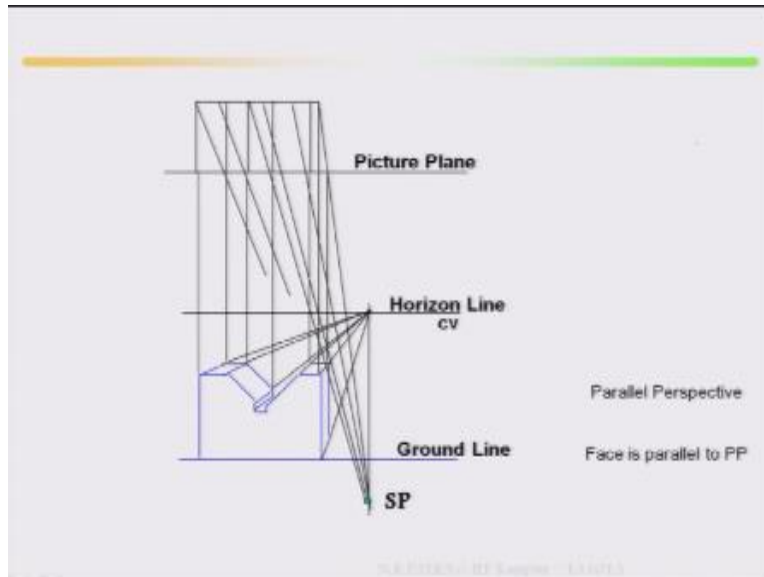 Picture Plane
Horizon Line
CV
Parallel Perspective
Ground Line
Face is parallel to PP
SP